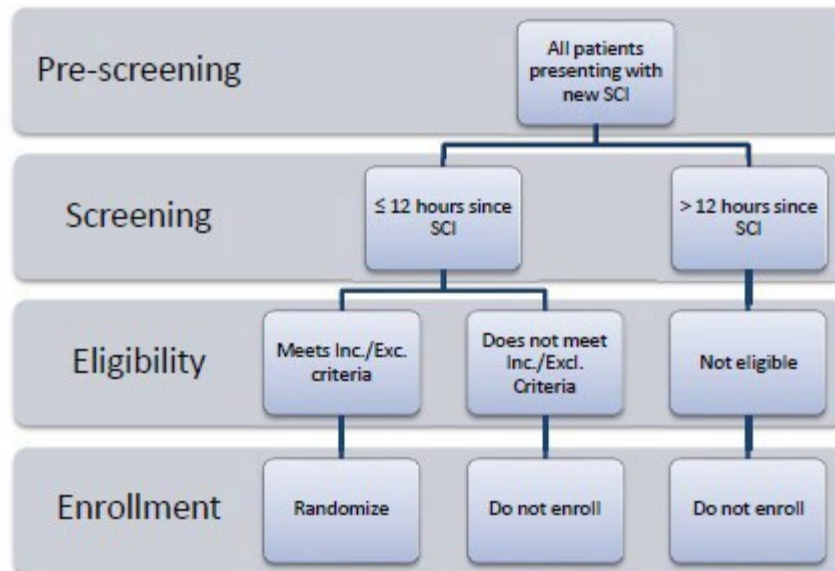 Pre-screening
All patients
presenting with
new SCI
Screening
≤ 12 hours since
SCI
> 12 hours since
SCI
Eligibility
Meets Inc./Exc.
criteria
Does not meet
Inc./Excl.
Criteria
Not eligible
Enrollment
Randomize
Do not enroll
Do not enroll